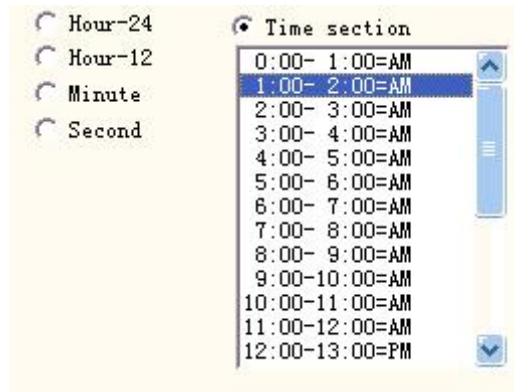 Hour-24
Hour-12
Minute
Second
Time section
0:00- 1:00=AM
1:00- 2:00=AM
2:00- 3:00=AM
3:00- 4:00=AM
4:00- 5:00=AM
5:00- 6:00=AM
6:00- 7:00=AM
7:00- 8:00=AM
8:00- 9:00=AM
9:00-10:00=AM
10:00-11:00=AM
11:00-12:00=AM
12:00-13:00=PM